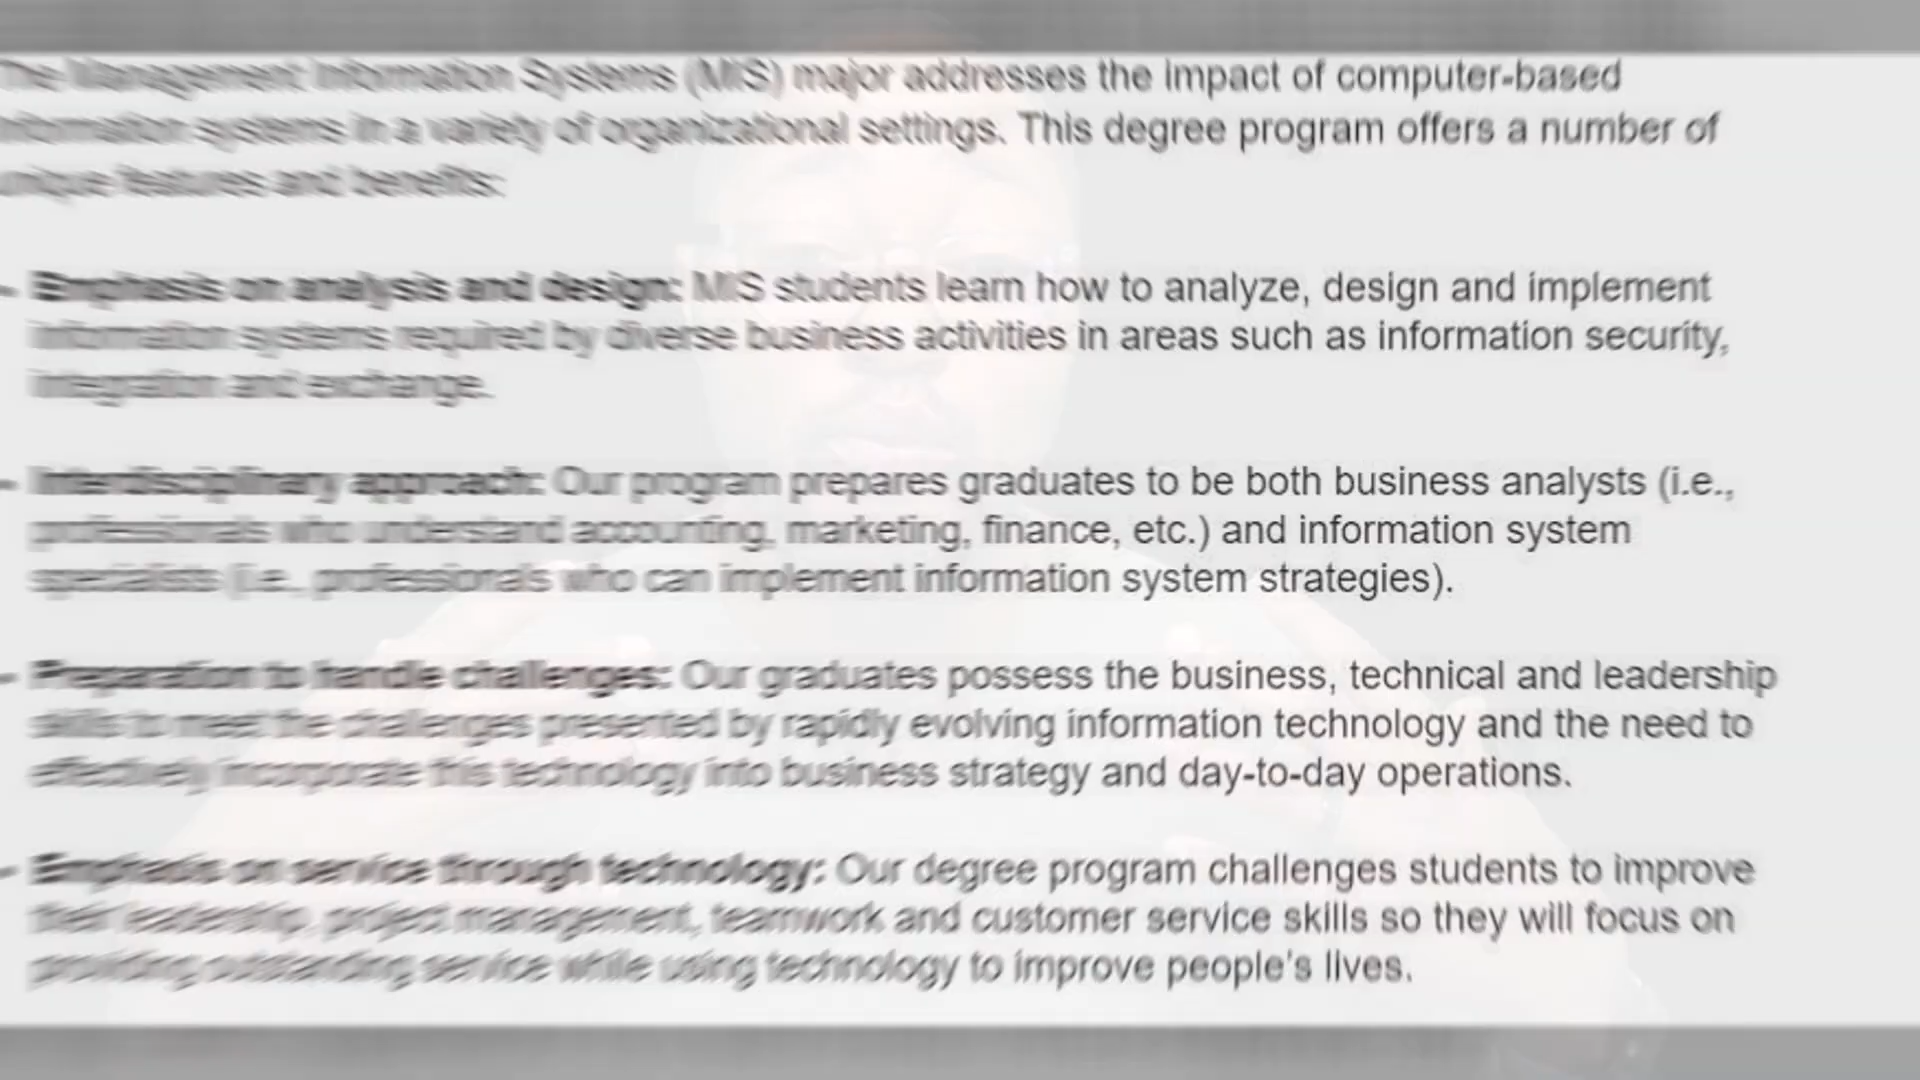 The Management Information Systems (MIS) major addresses the impact of computer-based
information systems in a variety of organizational settings. This degree program offers a number of
unique features and benefits:
- Emphasis on analysis and design: MIS students learn how to analyze, design and implement
information systems required by diverse business activities in areas such as information security,
integration and exchange.
- Interdisciplinary approach: Our program prepares graduates to be both business analysts (i.e.,
professionals who understand accounting, marketing, finance, etc.) and information system
specialists (i.e., professionals who can implement information system strategies).
- Preparation to handle challenges: Our graduates possess the business, technical and leadership
skills to meet the challenges presented by rapidly evolving information technology and the need to
effectively incorporate this technology into business strategy and day-to-day operations.
- Emphasis on service through technology: Our degree program challenges students to improve
their leadership, project management, teamwork and customer service skills so they will focus on
providing outstanding service while using technology to improve people's lives.